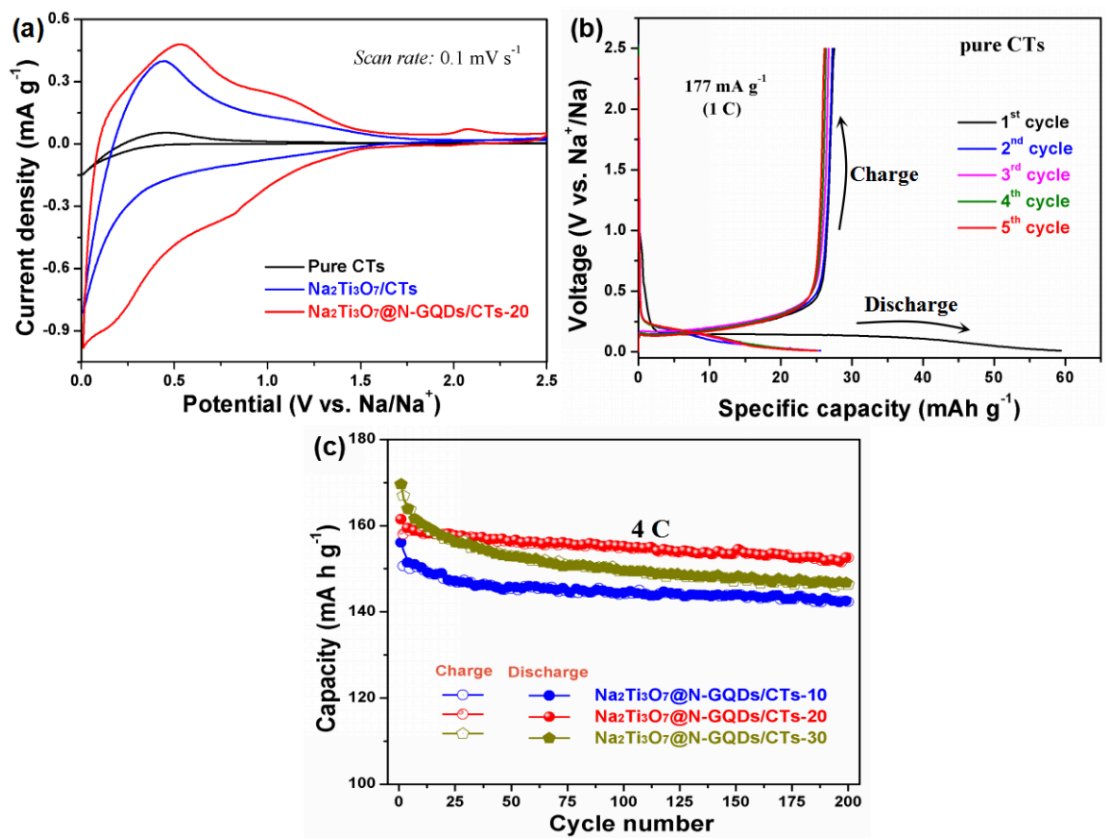 (a)
Scan rate: 0.1 mV s⁻¹
Current density (mA g⁻¹)
0.6
0.3
0.0
-0.3
-0.6
-0.9
Pure CTs
Na₂Ti₃O₇/CTs
Na₂Ti₃O₇@N-GQDs/CTs-20
0.0 0.5 1.0 1.5 2.0 2.5
Potential (V vs. Na/Na⁺)
(b)
pure CTs
177 mA g⁻¹
(1 C)
Voltage (V vs. Na⁺/Na)
2.5
2.0
1.5
1.0
0.5
0.0
1ˢᵗ cycle
2ⁿᵈ cycle
3ʳᵈ cycle
4ᵗʰ cycle
5ᵗʰ cycle
Charge
Discharge
0 10 20 30 40 50 60
Specific capacity (mAh g⁻¹)
(c)
4 C
Capacity (mA h g⁻¹)
180
160
140
120
100
Charge Discharge
Na₂Ti₃O₇@N-GQDs/CTs-10
Na₂Ti₃O₇@N-GQDs/CTs-20
Na₂Ti₃O₇@N-GQDs/CTs-30
0 25 50 75 100 125 150 175 200
Cycle number